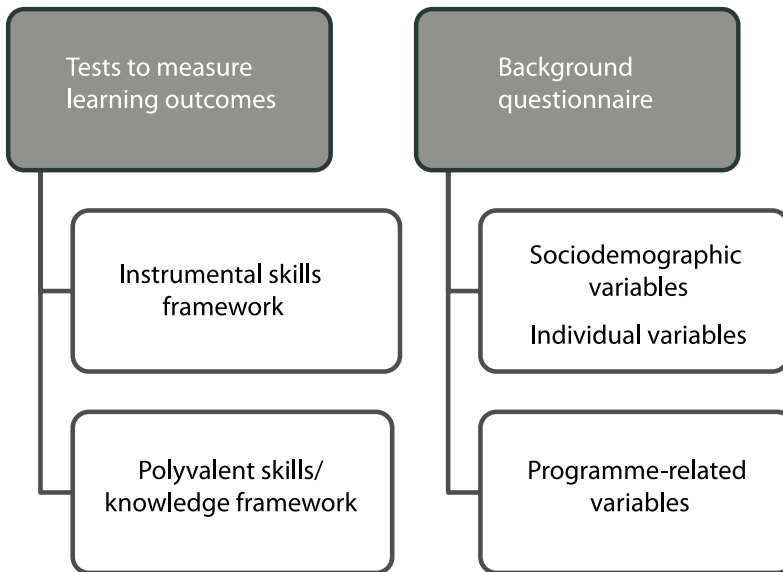 Tests to measure
learning outcomes
Instrumental skills
framework
Polyvalent skills/
knowledge framework
Background
questionnaire
Sociodemographic
variables
Individual variables
Programme-related
variables